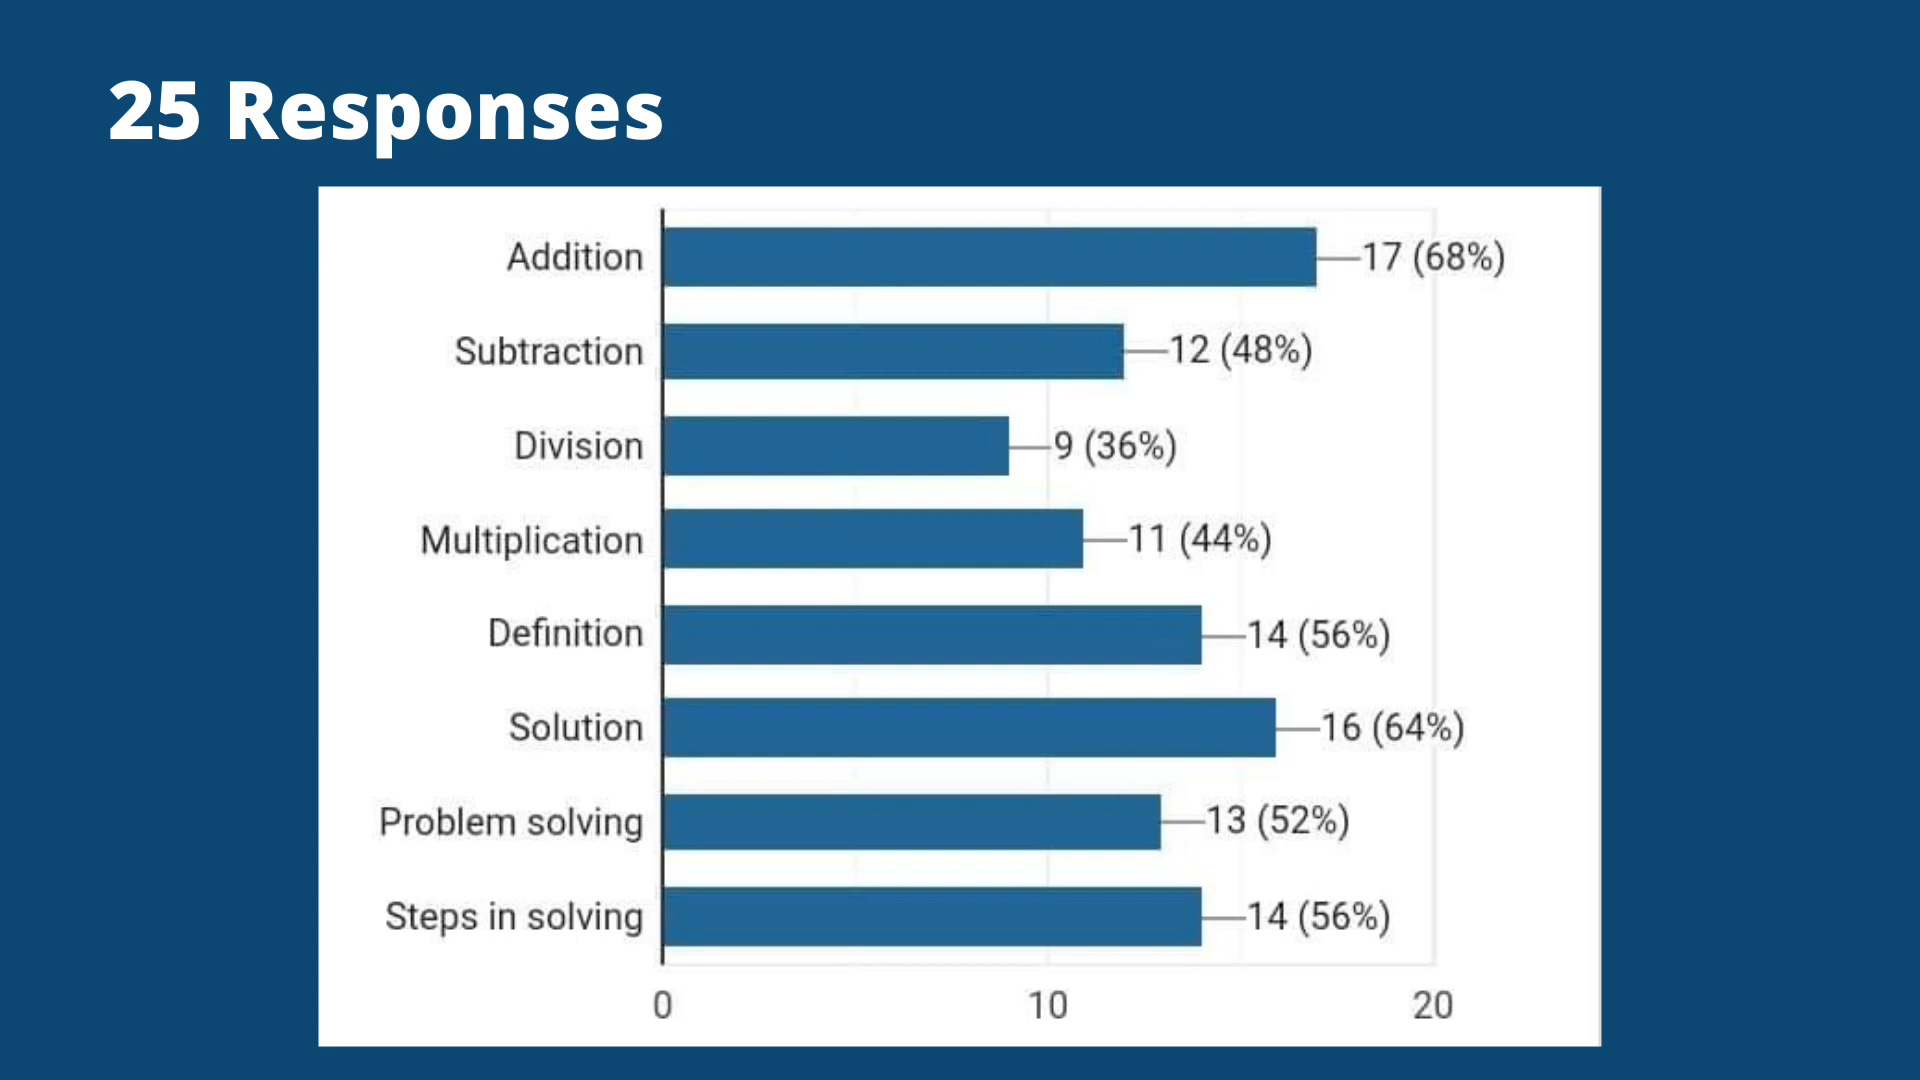 25 Responses
Addition 17 (68%)
Subtraction 12 (48%)
Division 9 (36%)
Multiplication 11 (44%)
Definition 14 (56%)
Solution 16 (64%)
Problem solving 13 (52%)
Steps in solving 14 (56%)
0 10 20